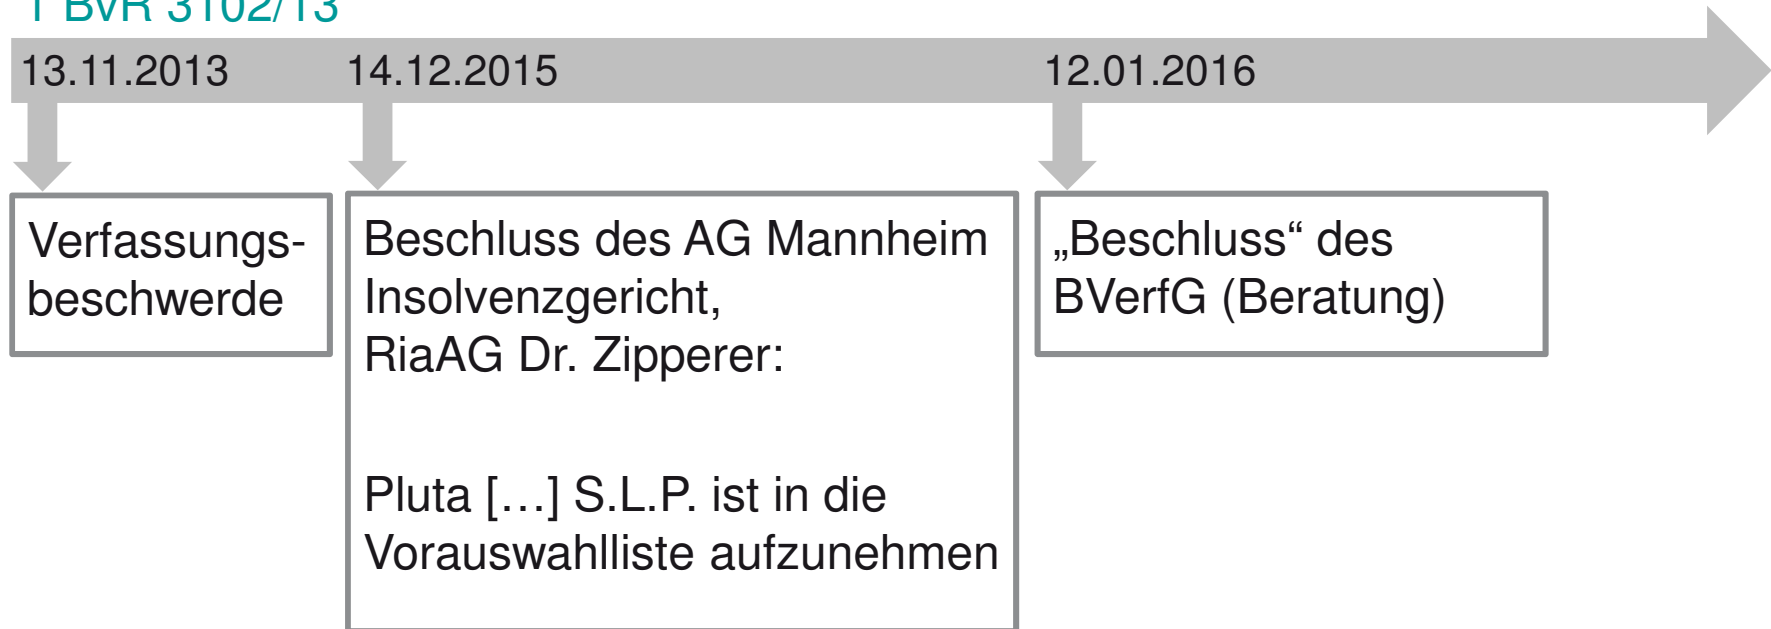 1 BvR 3102/13
13.11.2013
14.12.2015
12.01.2016
Verfassungs-
beschwerde
Beschluss des AG Mannheim
Insolvenzgericht,
RiaAG Dr. Zipperer:
Pluta […] S.L.P. ist in die
Vorauswahlliste aufzunehmen
„Beschluss“ des
BVerfG (Beratung)